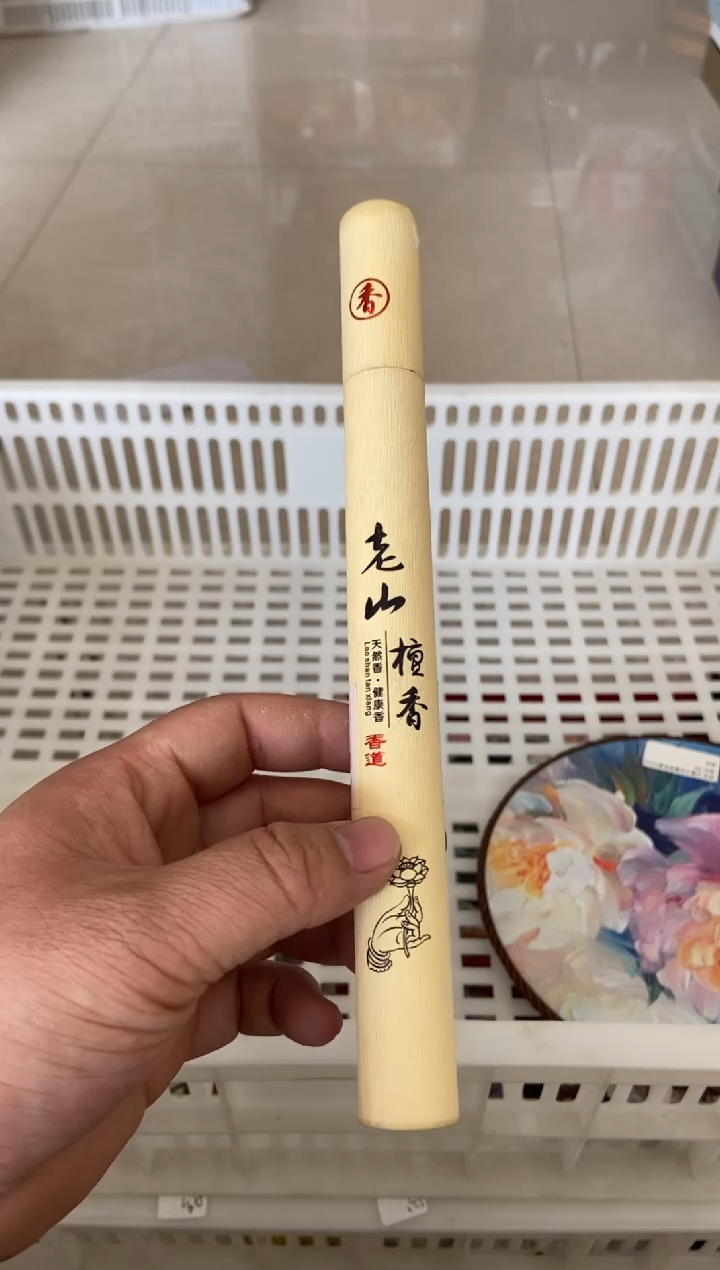 香
老山
檀香
天然香·健康香
Lao shan tan xiang
香道